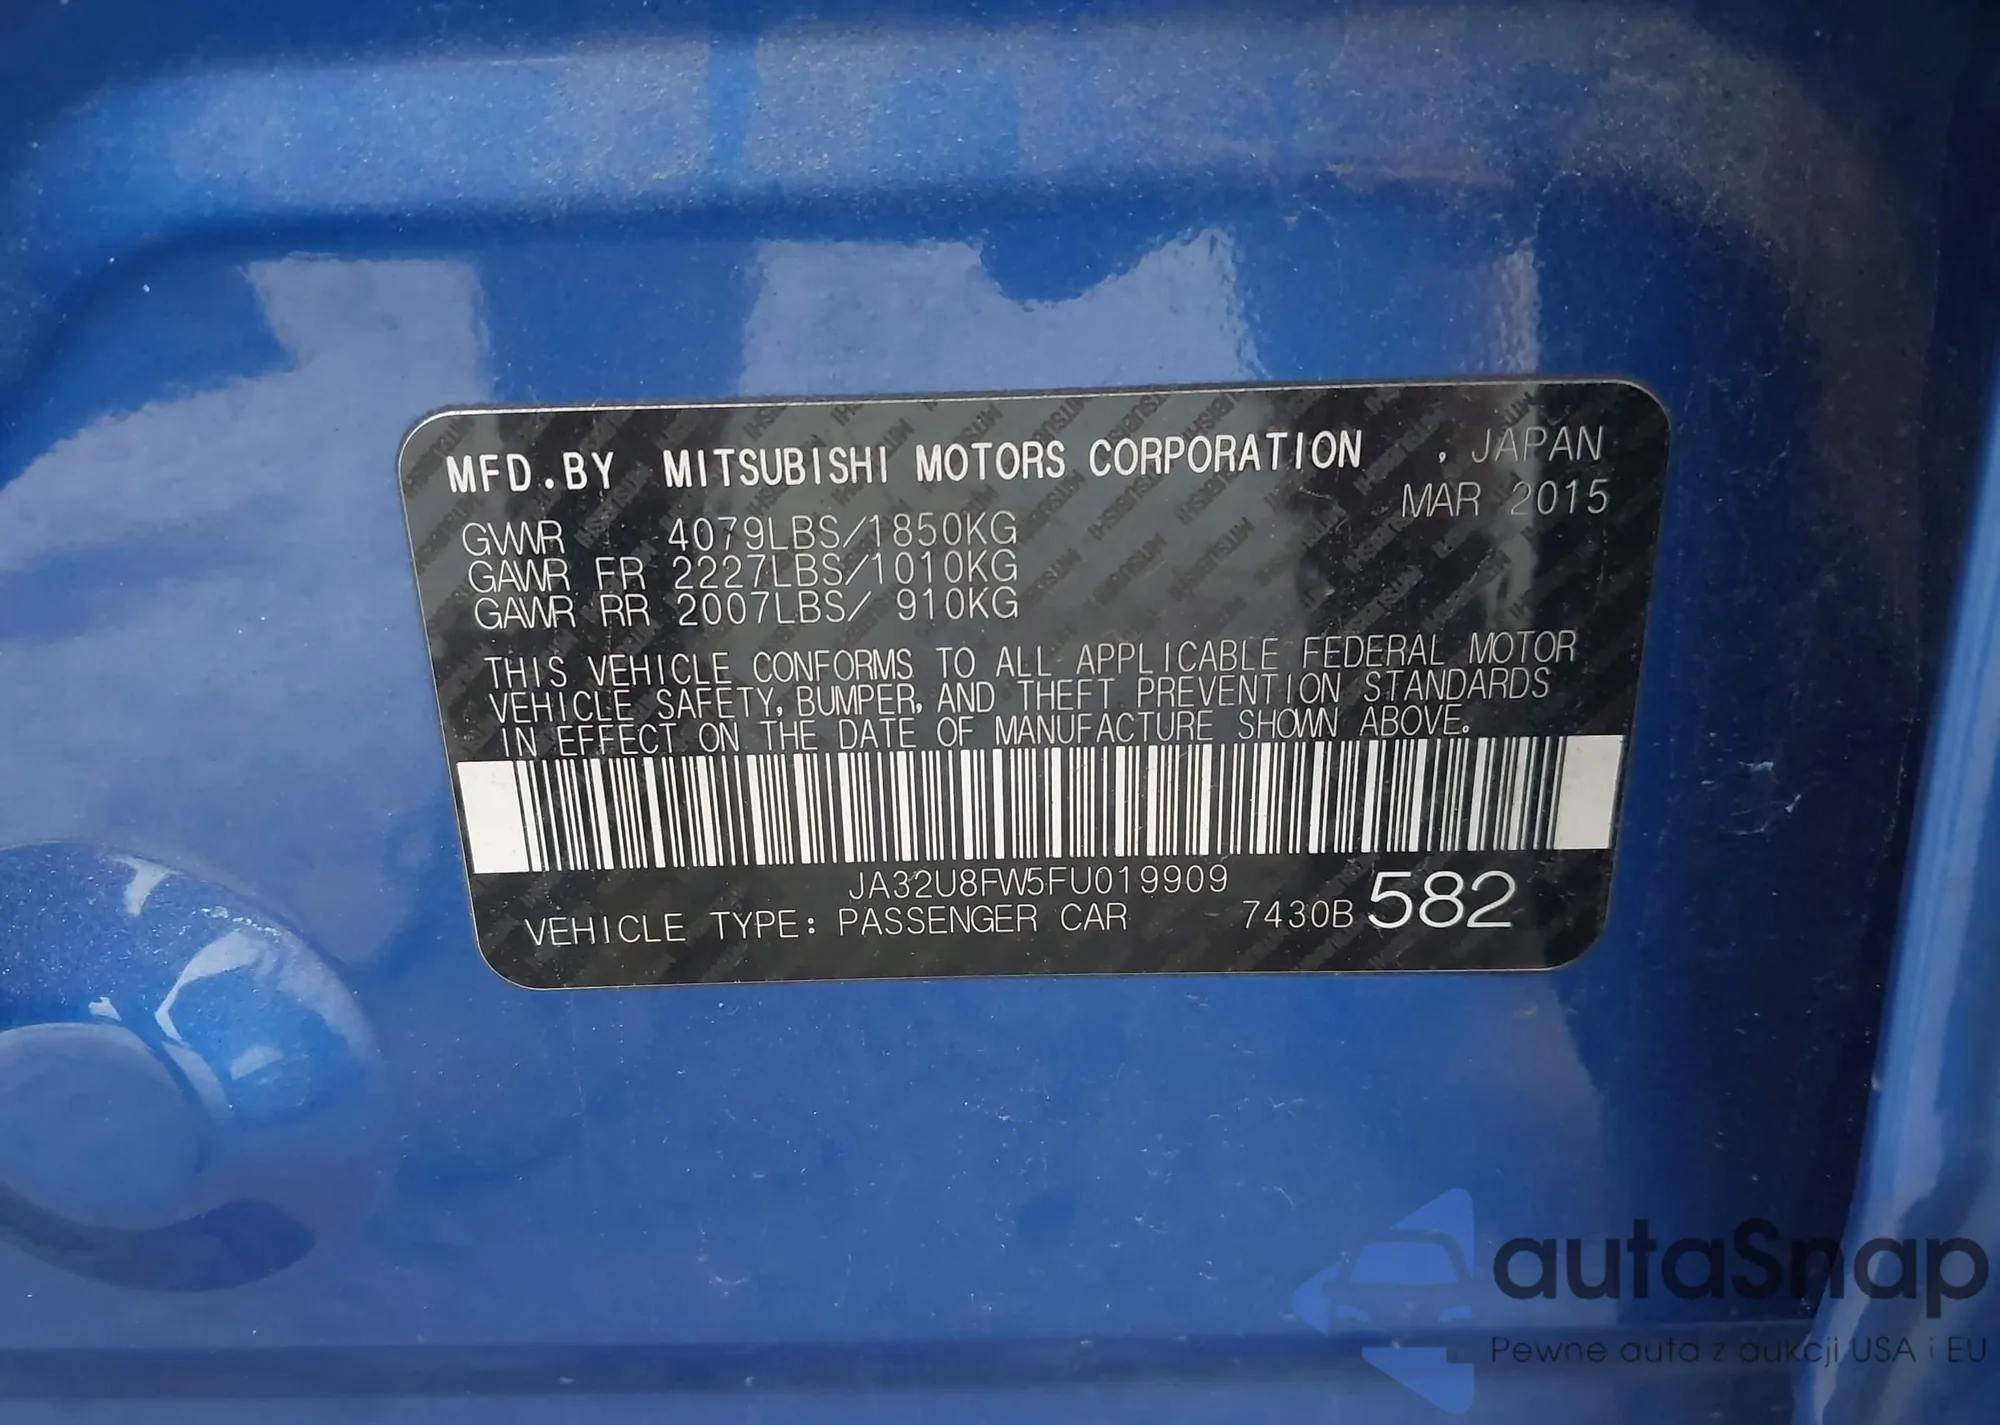 MFD.BY MITSUBISHI MOTORS CORPORATION , JAPAN
MAR 2015
GVWR 4079LBS/1850KG
GAWR FR 2227LBS/1010KG
GAWR RR 2007LBS/ 910KG
THIS VEHICLE CONFORMS TO ALL APPLICABLE FEDERAL MOTOR
VEHICLE SAFETY, BUMPER, AND THEFT PREVENTION STANDARDS
IN EFFECT ON THE DATE OF MANUFACTURE SHOWN ABOVE.
JA32U8FW5FU019909
VEHICLE TYPE: PASSENGER CAR 7430B 582
autaSnap
Pewne auta z aukcji USA i EU